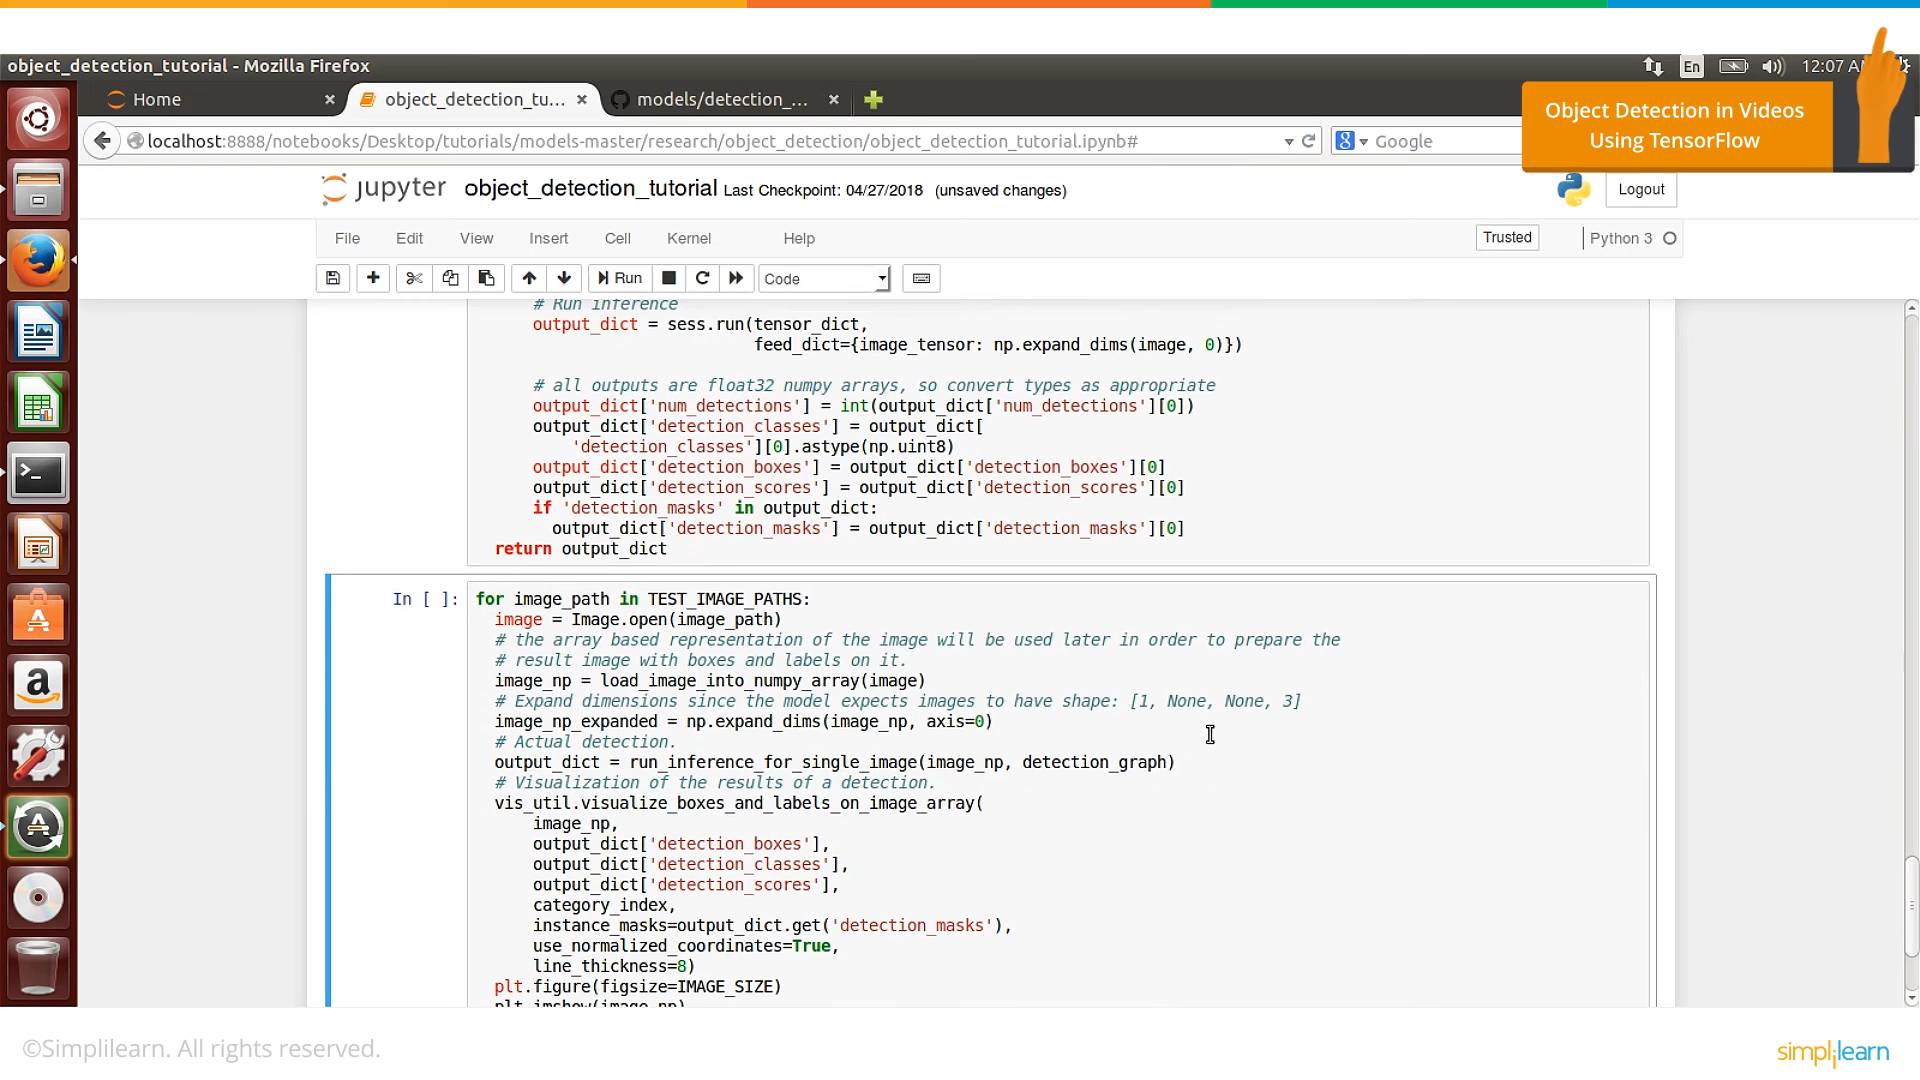 object_detection_tutorial - Mozilla Firefox
En
12:07 AM
Home
object_detection_tu...
models/detection_...
Object Detection in Videos
Using TensorFlow
localhost:8888/notebooks/Desktop/tutorials/models-master/research/object_detection/object_detection_tutorial.ipynb#
Google
jupyter object_detection_tutorial Last Checkpoint: 04/27/2018 (unsaved changes)
Logout
File Edit View Insert Cell Kernel Help
Trusted
Python 3
Run
Code
# Run inference
output_dict = sess.run(tensor_dict,
feed_dict={image_tensor: np.expand_dims(image, 0)})
# all outputs are float32 numpy arrays, so convert types as appropriate
output_dict['num_detections'] = int(output_dict['num_detections'][0])
output_dict['detection_classes'] = output_dict[
'detection_classes'][0].astype(np.uint8)
output_dict['detection_boxes'] = output_dict['detection_boxes'][0]
output_dict['detection_scores'] = output_dict['detection_scores'][0]
if 'detection_masks' in output_dict:
output_dict['detection_masks'] = output_dict['detection_masks'][0]
return output_dict
In [ ]:
for image_path in TEST_IMAGE_PATHS:
image = Image.open(image_path)
# the array based representation of the image will be used later in order to prepare the
# result image with boxes and labels on it.
image_np = load_image_into_numpy_array(image)
# Expand dimensions since the model expects images to have shape: [1, None, None, 3]
image_np_expanded = np.expand_dims(image_np, axis=0)
# Actual detection.
output_dict = run_inference_for_single_image(image_np, detection_graph)
# Visualization of the results of a detection.
vis_util.visualize_boxes_and_labels_on_image_array(
image_np,
output_dict['detection_boxes'],
output_dict['detection_classes'],
output_dict['detection_scores'],
category_index,
instance_masks=output_dict.get('detection_masks'),
use_normalized_coordinates=True,
line_thickness=8)
plt.figure(figsize=IMAGE_SIZE)
plt.imshow(image_np)
©Simplilearn. All rights reserved.
simplilearn